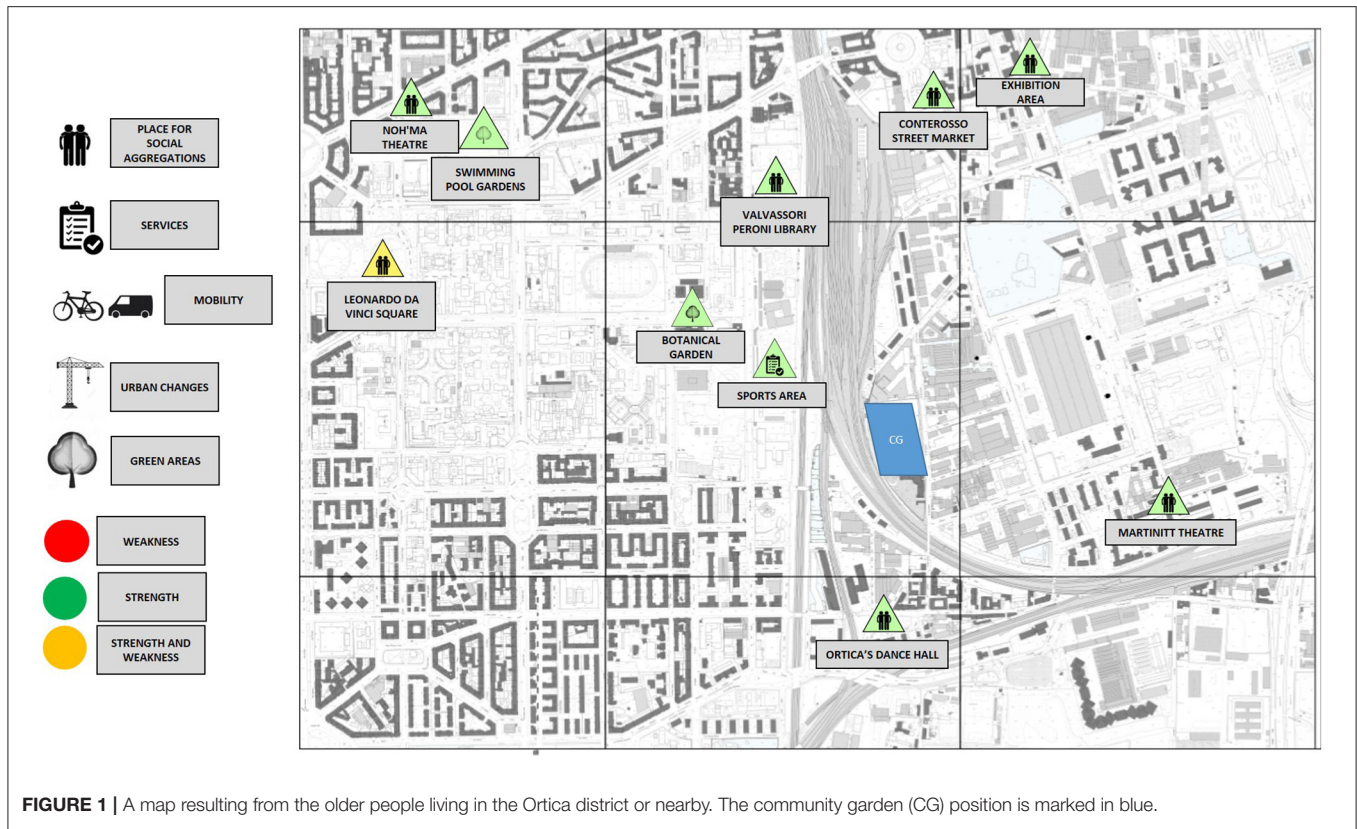 PLACE FOR
SOCIAL
AGGREGATIONS
SERVICES
MOBILITY
URBAN CHANGES
GREEN AREAS
WEAKNESS
STRENGTH
STRENGTH AND
WEAKNESS
NOH'MA
THEATRE
SWIMMING
POOL GARDENS
CONTEROSSO
STREET MARKET
EXHIBITION
AREA
VALVASSORI
PERONI LIBRARY
LEONARDO DA
VINCI SQUARE
BOTANICAL
GARDEN
SPORTS AREA
CG
MARTINITT THEATRE
ORTICA'S DANCE HALL
FIGURE 1 | A map resulting from the older people living in the Ortica district or nearby. The community garden (CG) position is marked in blue.